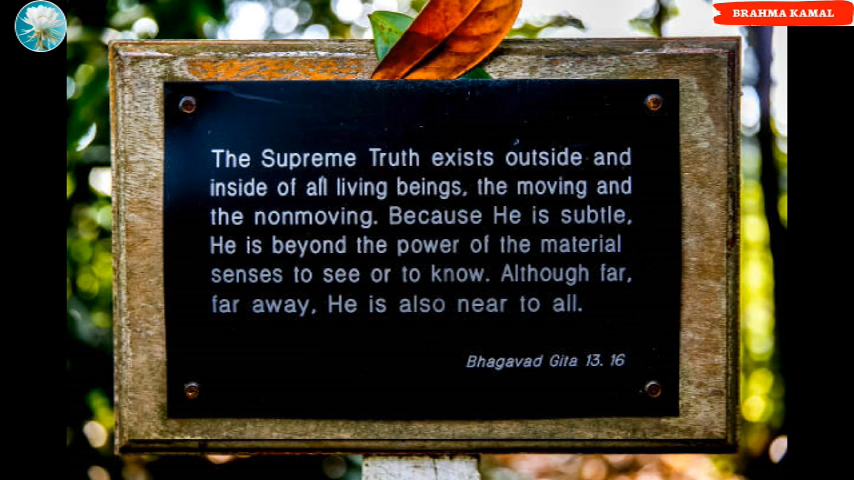 BRAHMA KAMAL
The Supreme Truth exists outside and
inside of all living beings, the moving and
the nonmoving. Because He is subtle,
He is beyond the power of the material
senses to see or to know. Although far,
far away, He is also near to all.
Bhagavad Gita 13. 16